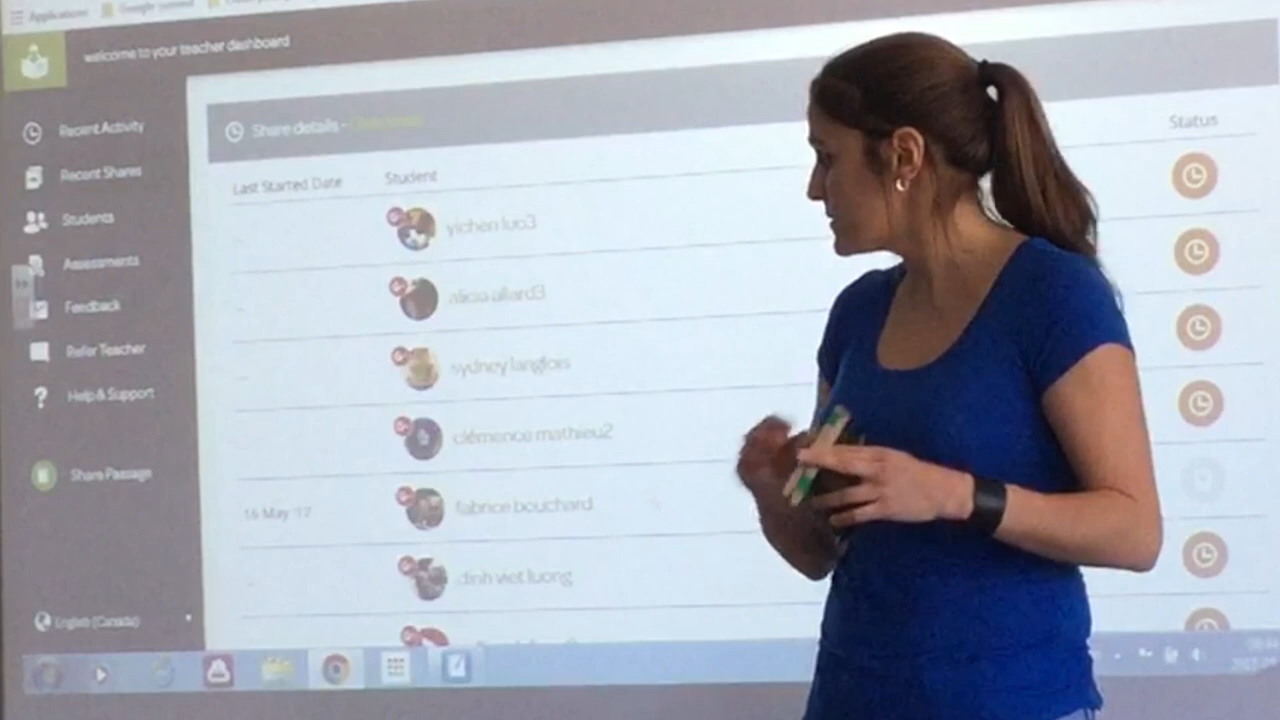 Applications
Google
welcome to your teacher dashboard
Recent Activity
Recent Shares
Students
Assessments
Feedback
Refer Teacher
Help & Support
Share Passage
English (Canada)
Share details -
Last Started Date Student Status
yichen luo3
alicia allard3
sydney langlois
clémence mathieu2
16 May '17 fabrice bouchard
dinh viet luong